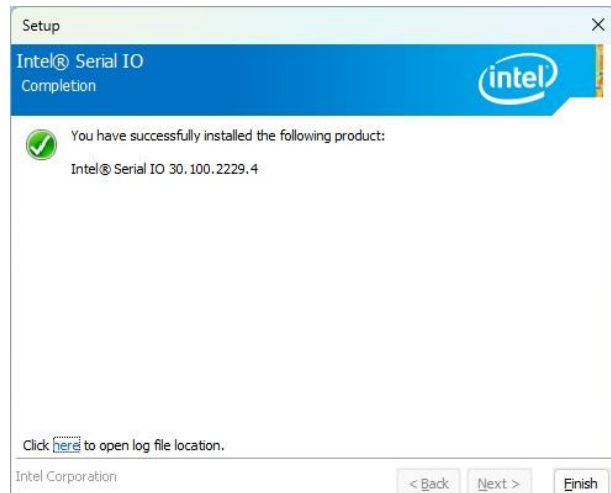 Setup
Intel® Serial IO
Completion
intel
You have successfully installed the following product:
Intel® Serial IO 30.100.2229.4
Click here to open log file location.
Intel Corporation
< Back Next > Finish